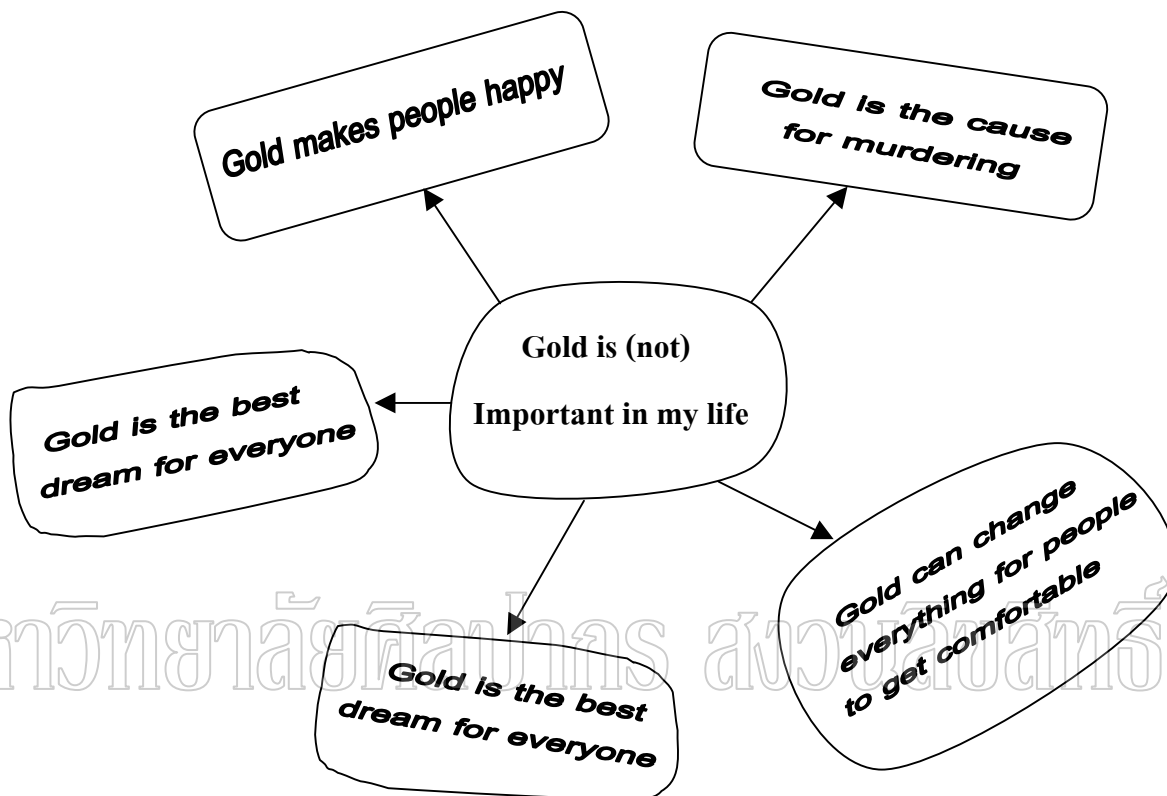 Gold makes people happy
Gold is the cause
for murdering
Gold is (not)
Important in my life
Gold is the best
dream for everyone
Gold can change
everything for people
to get comfortable
Gold is the best
dream for everyone
าวิทยาลัยศิลปากร สงวนลิขสิทธิ์